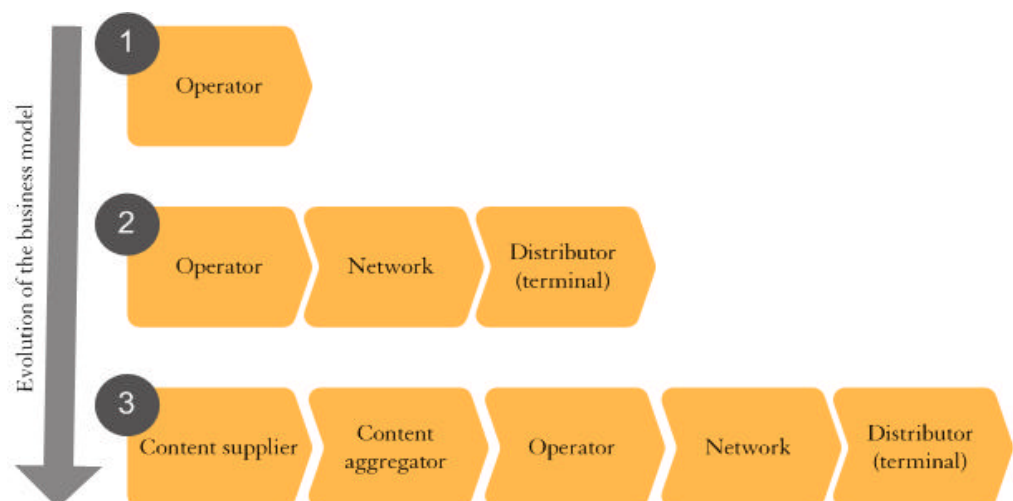 Evolution of the business model
1
Operator
2
Operator
Network
Distributor
(terminal)
3
Content supplier
Content
aggregator
Operator
Network
Distributor
(terminal)